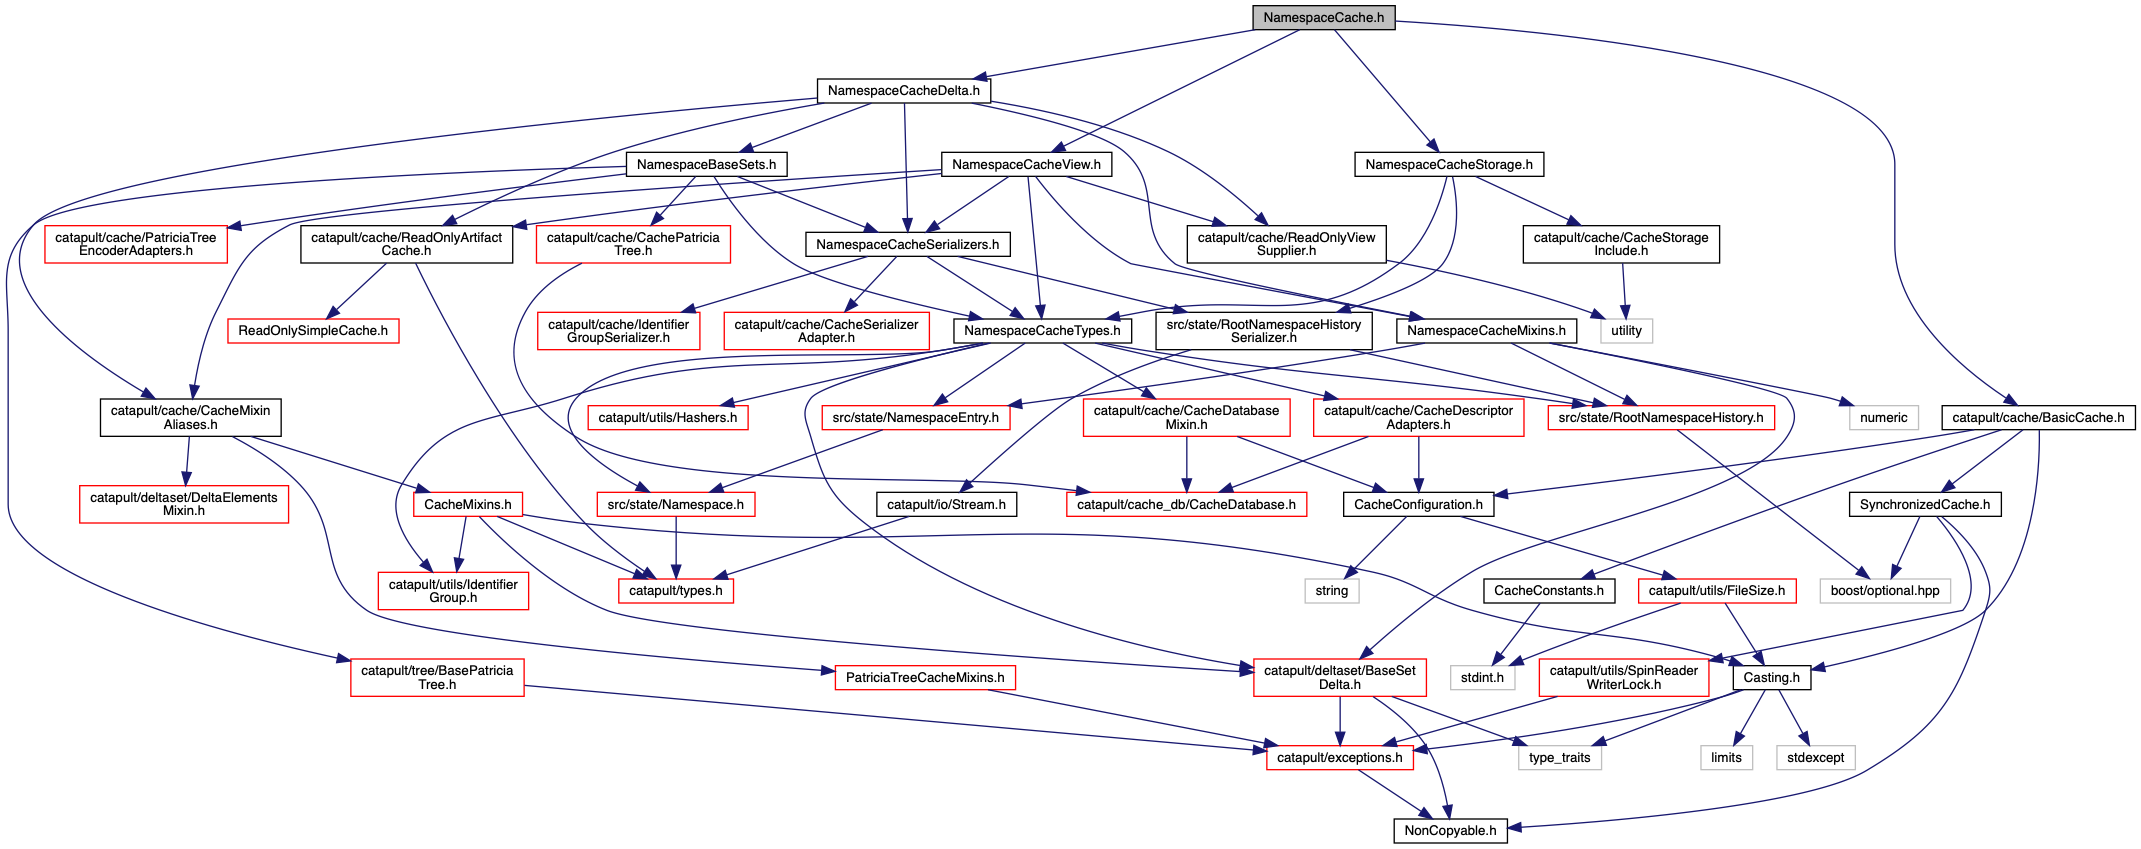 NamespaceCache.h
NamespaceCacheDelta.h
NamespaceBaseSets.h
NamespaceCacheView.h
NamespaceCacheStorage.h
catapult/cache/PatriciaTree
EncoderAdapters.h
catapult/cache/ReadOnlyArtifact
Cache.h
catapult/cache/CachePatricia
Tree.h
NamespaceCacheSerializers.h
catapult/cache/ReadOnlyView
Supplier.h
catapult/cache/CacheStorage
Include.h
ReadOnlySimpleCache.h
catapult/cache/Identifier
GroupSerializer.h
catapult/cache/CacheSerializer
Adapter.h
NamespaceCacheTypes.h
src/state/RootNamespaceHistory
Serializer.h
NamespaceCacheMixins.h
utility
catapult/cache/CacheMixin
Aliases.h
catapult/utils/Hashers.h
src/state/NamespaceEntry.h
catapult/cache/CacheDatabase
Mixin.h
catapult/cache/CacheDescriptor
Adapters.h
src/state/RootNamespaceHistory.h
numeric
catapult/cache/BasicCache.h
catapult/deltaset/DeltaElements
Mixin.h
CacheMixins.h
src/state/Namespace.h
catapult/io/Stream.h
catapult/cache_db/CacheDatabase.h
CacheConfiguration.h
SynchronizedCache.h
catapult/utils/Identifier
Group.h
catapult/types.h
string
CacheConstants.h
catapult/utils/FileSize.h
boost/optional.hpp
catapult/tree/BasePatricia
Tree.h
PatriciaTreeCacheMixins.h
catapult/deltaset/BaseSet
Delta.h
stdint.h
catapult/utils/SpinReader
WriterLock.h
Casting.h
catapult/exceptions.h
type_traits
limits
stdexcept
NonCopyable.h